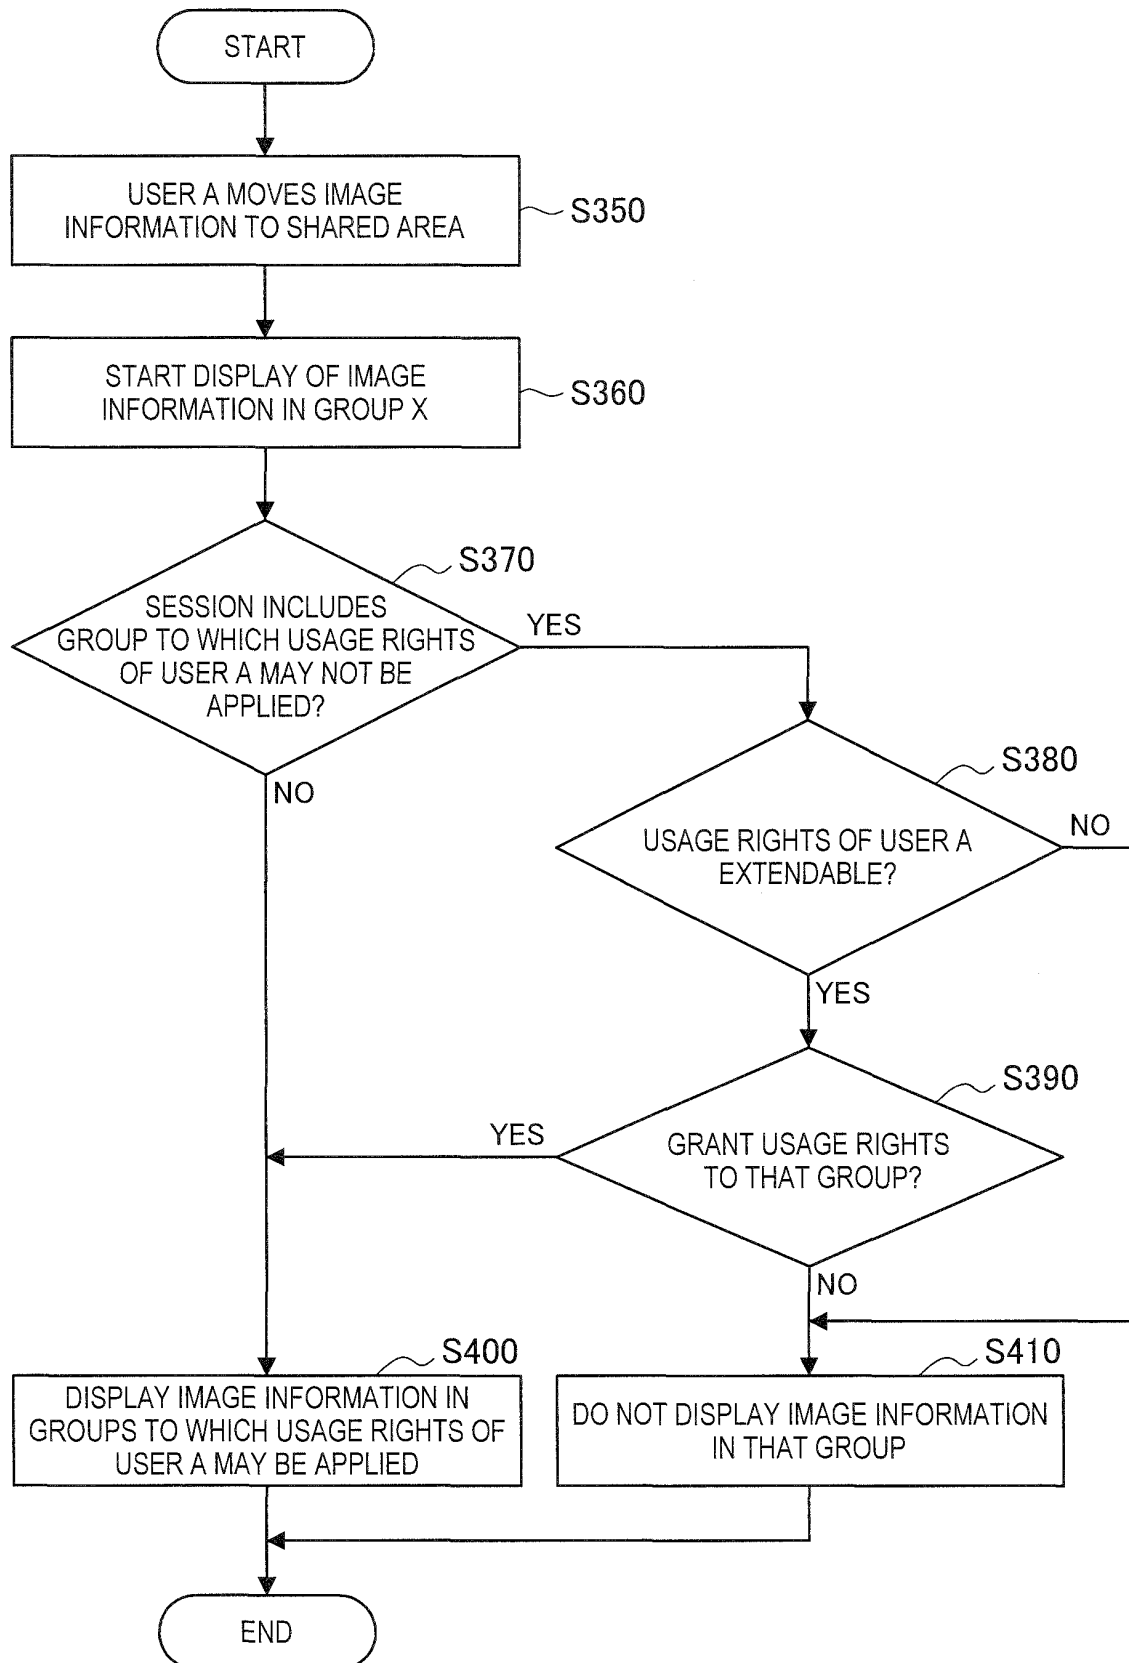 START
USER A MOVES IMAGE
INFORMATION TO SHARED AREA
S350
START DISPLAY OF IMAGE
INFORMATION IN GROUP X
S360
S370
SESSION INCLUDES
GROUP TO WHICH USAGE RIGHTS
OF USER A MAY NOT BE
APPLIED?
YES
NO
S380
USAGE RIGHTS OF USER A
EXTENDABLE?
NO
YES
S390
GRANT USAGE RIGHTS
TO THAT GROUP?
YES
NO
S400
DISPLAY IMAGE INFORMATION IN
GROUPS TO WHICH USAGE RIGHTS OF
USER A MAY BE APPLIED
S410
DO NOT DISPLAY IMAGE INFORMATION
IN THAT GROUP
END